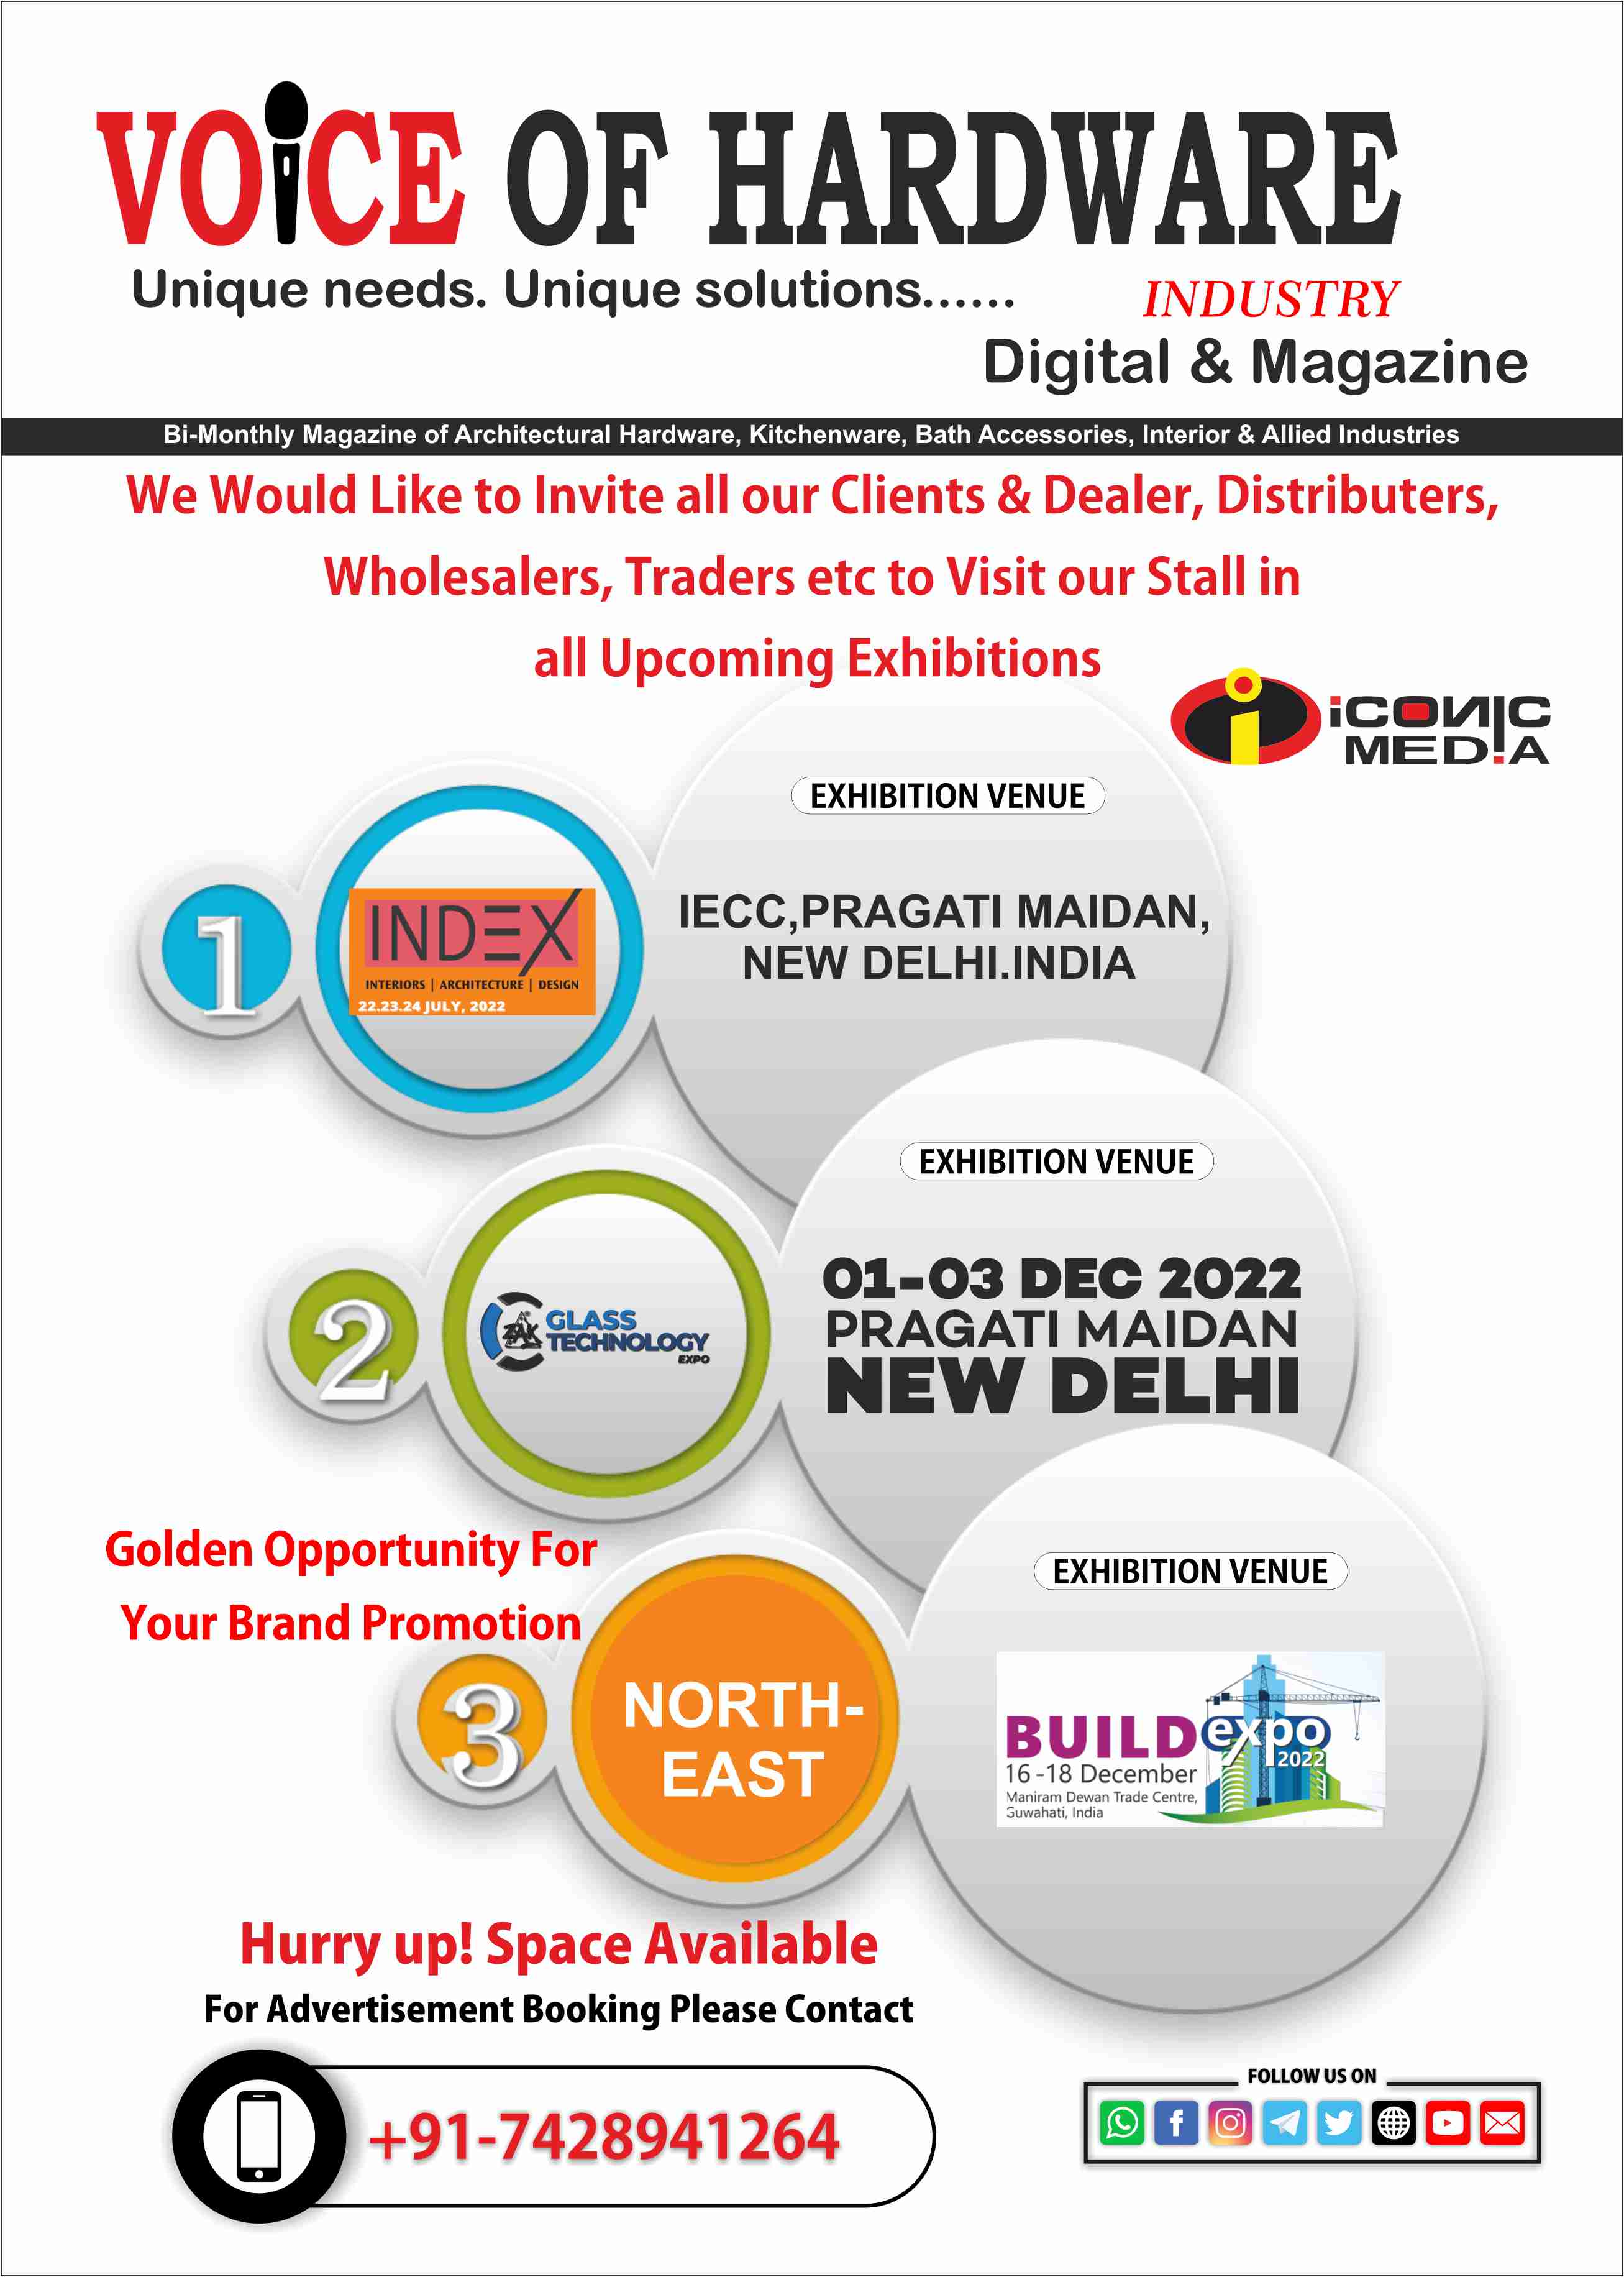 VOiCE OF HARDWARE
Unique needs. Unique solutions......
INDUSTRY
Digital & Magazine
Bi-Monthly Magazine of Architectural Hardware, Kitchenware, Bath Accessories, Interior & Allied Industries
We Would Like to Invite all our Clients & Dealer, Distributers,
Wholesalers, Traders etc to Visit our Stall in
all Upcoming Exhibitions
iCONIC
MEDIA
EXHIBITION VENUE
1
INDEX
INTERIORS | ARCHITECTURE | DESIGN
22.23.24 JULY, 2022
IECC,PRAGATI MAIDAN,
NEW DELHI.INDIA
EXHIBITION VENUE
2
ZAK
GLASS
TECHNOLOGY
EXPO
01-03 DEC 2022
PRAGATI MAIDAN
NEW DELHI
Golden Opportunity For
Your Brand Promotion
EXHIBITION VENUE
3
NORTH-
EAST
BUILD expo
2022
16 -18 December
Maniram Dewan Trade Centre,
Guwahati, India
Hurry up! Space Available
For Advertisement Booking Please Contact
+91-7428941264
FOLLOW US ON